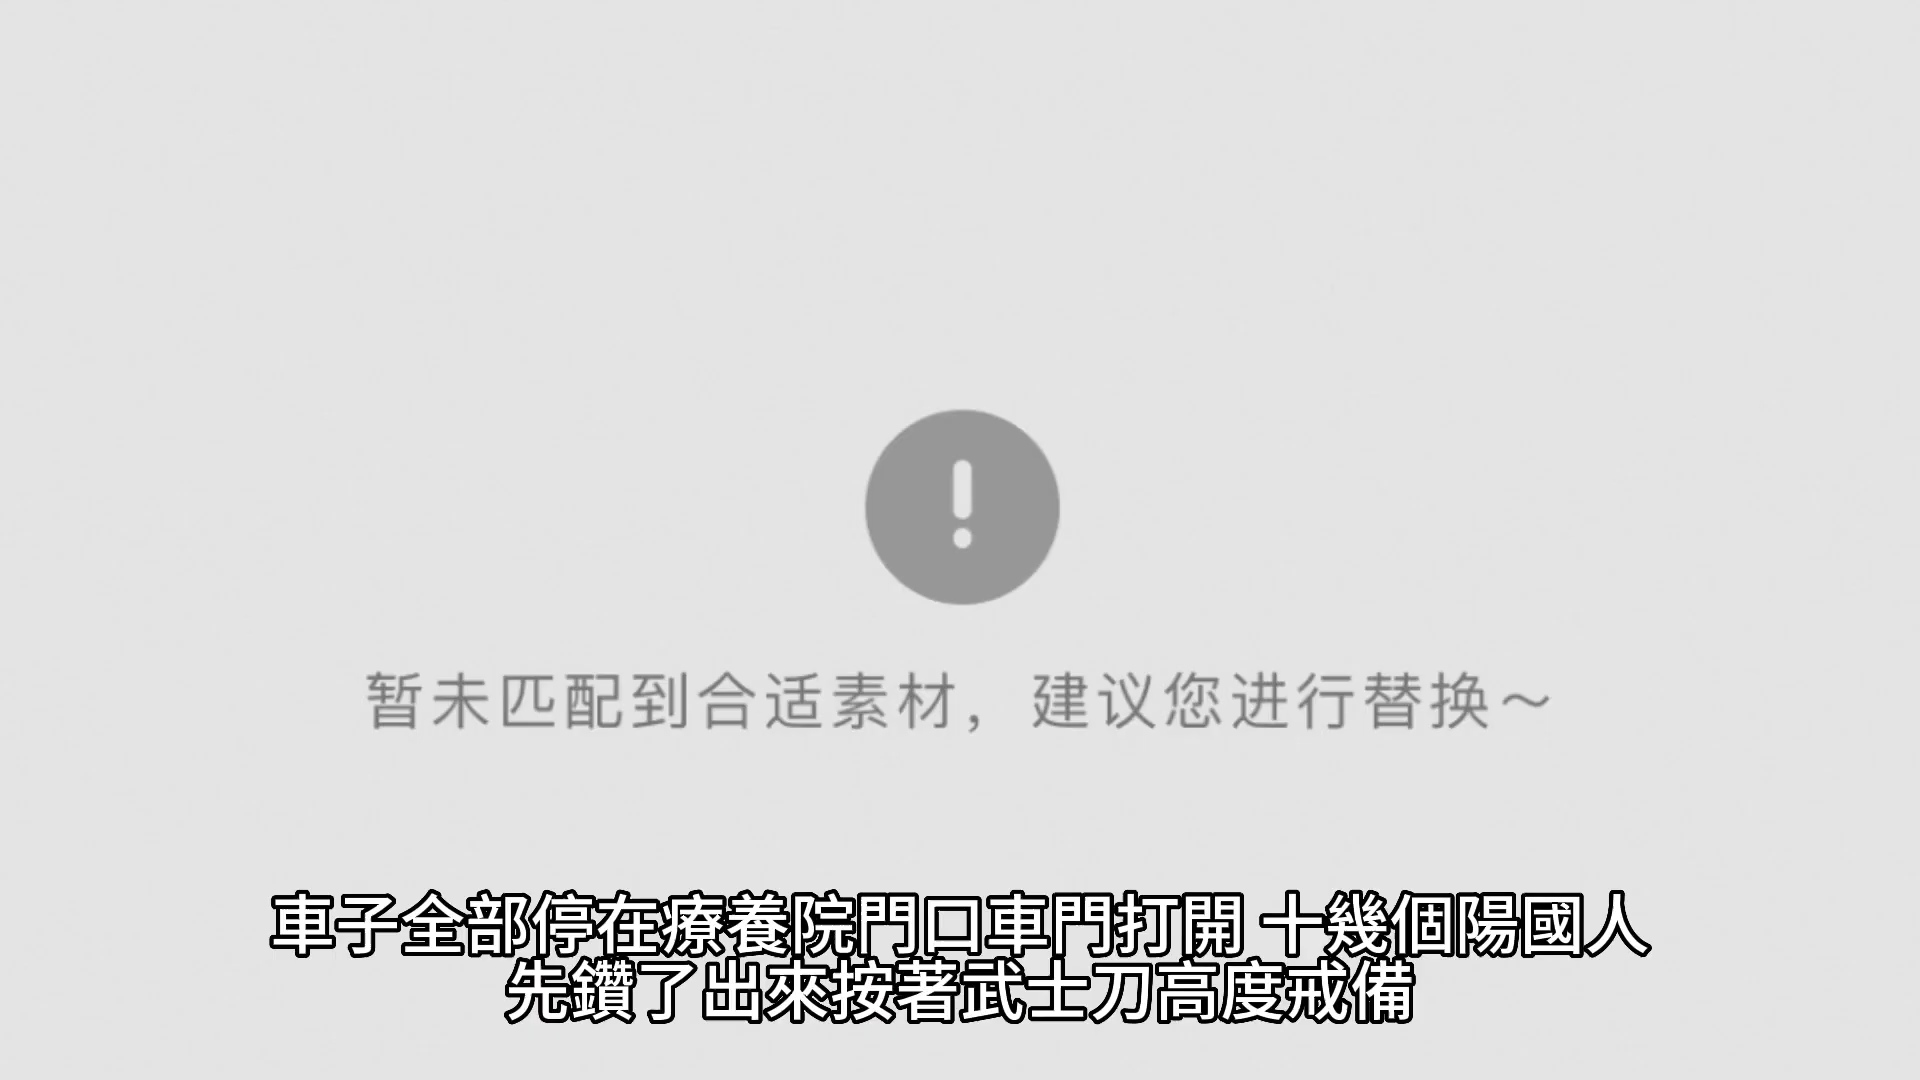 暂未匹配到合适素材，建议您进行替换～
車子全部停在療養院門口車門打開 十幾個陽國人
先鑽了出來按著武士刀高度戒備